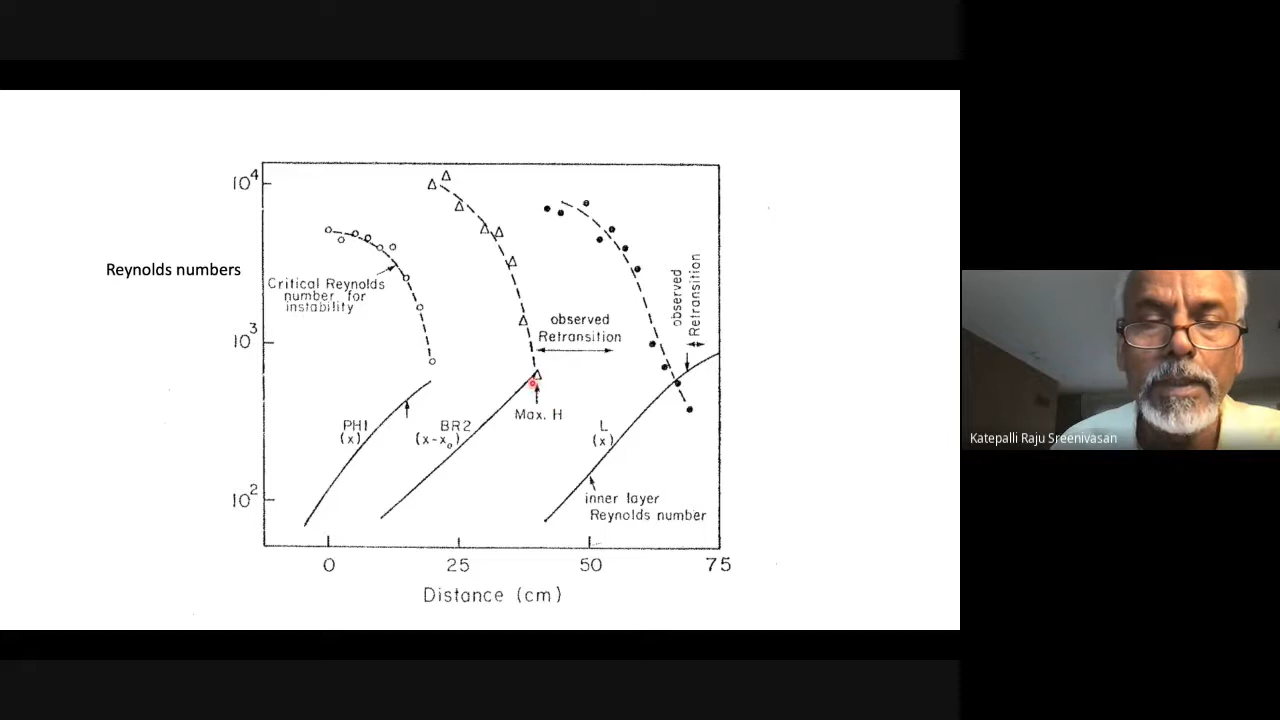 10⁴
10³
10²
Reynolds numbers
Critical Reynolds
number for
instability
observed
Retransition
observed
Retransition
Max. H
PH1
(x)
BR2
(x-x₀)
L
(x)
inner layer
Reynolds number
0 25 50 75
Distance (cm)
Katepalli Raju Sreenivasan